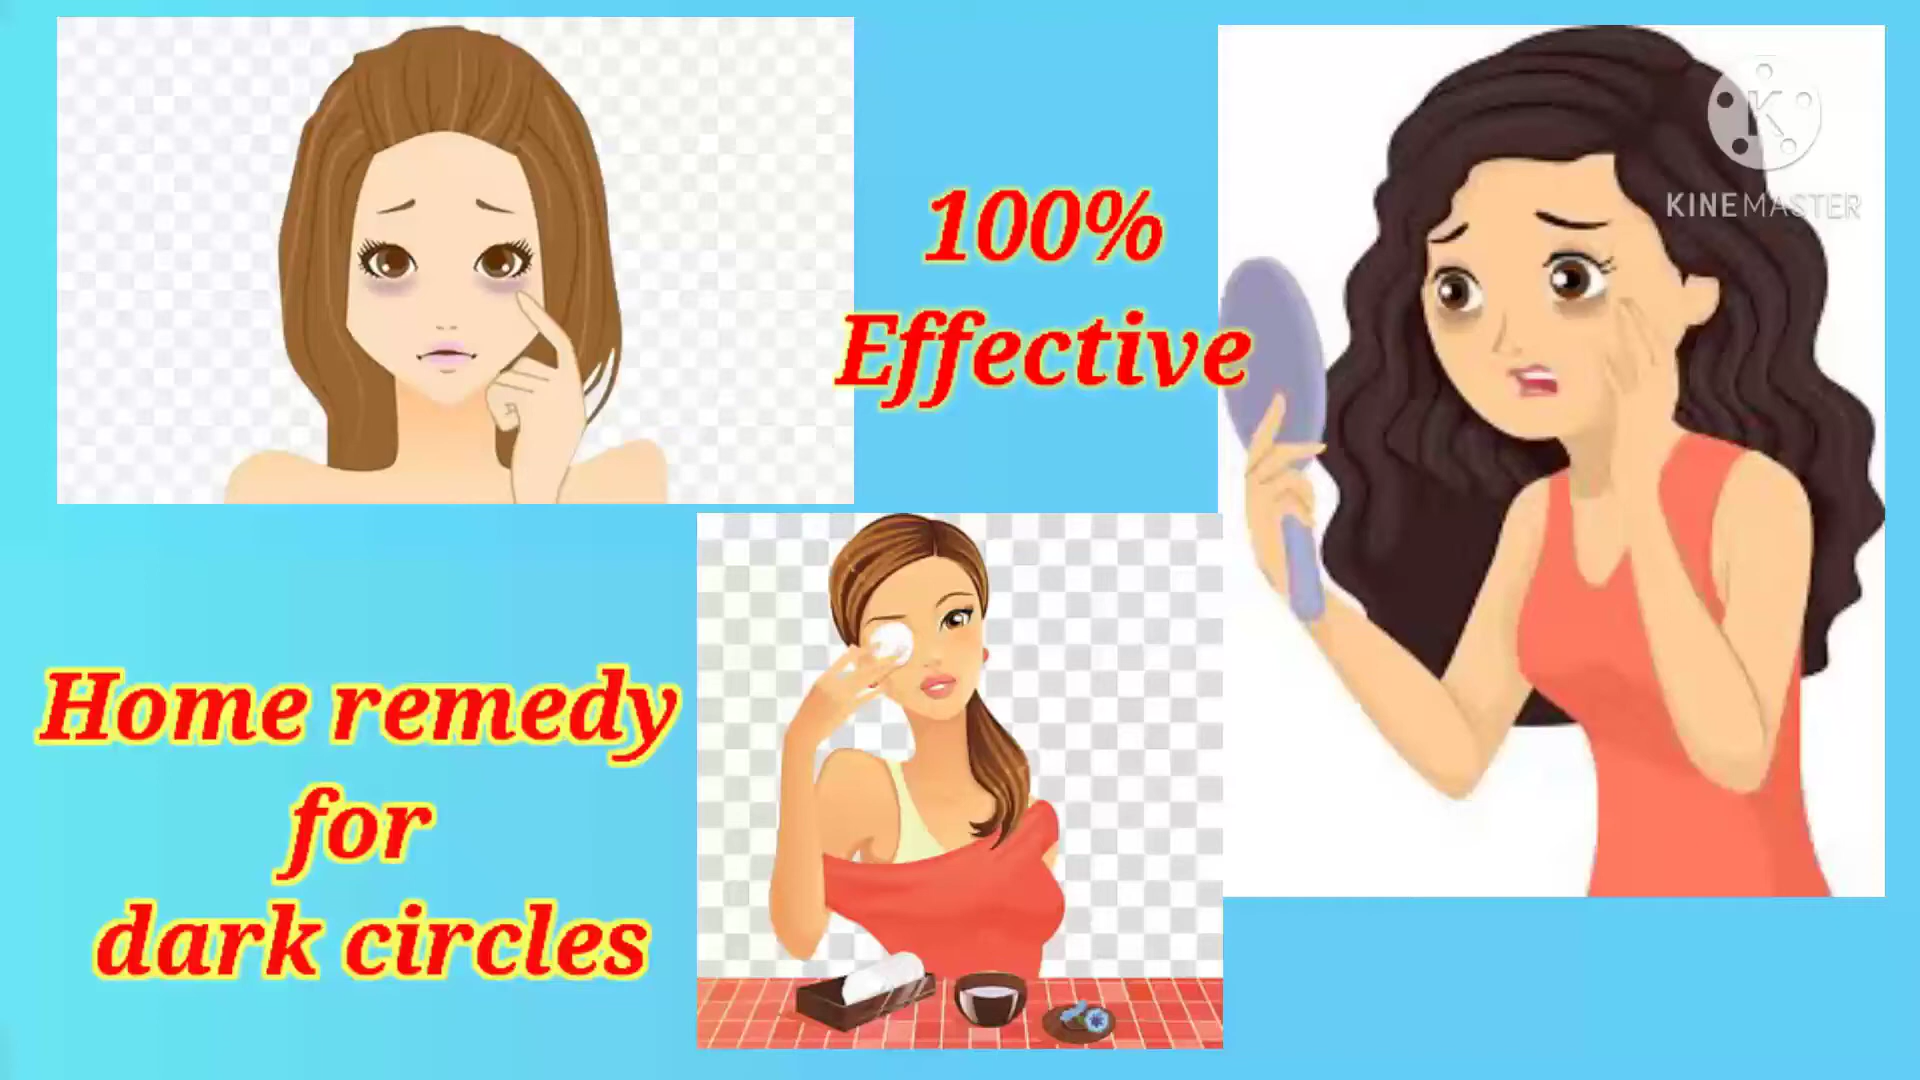 100%
Effective
KINEMASTER
Home remedy
for
dark circles